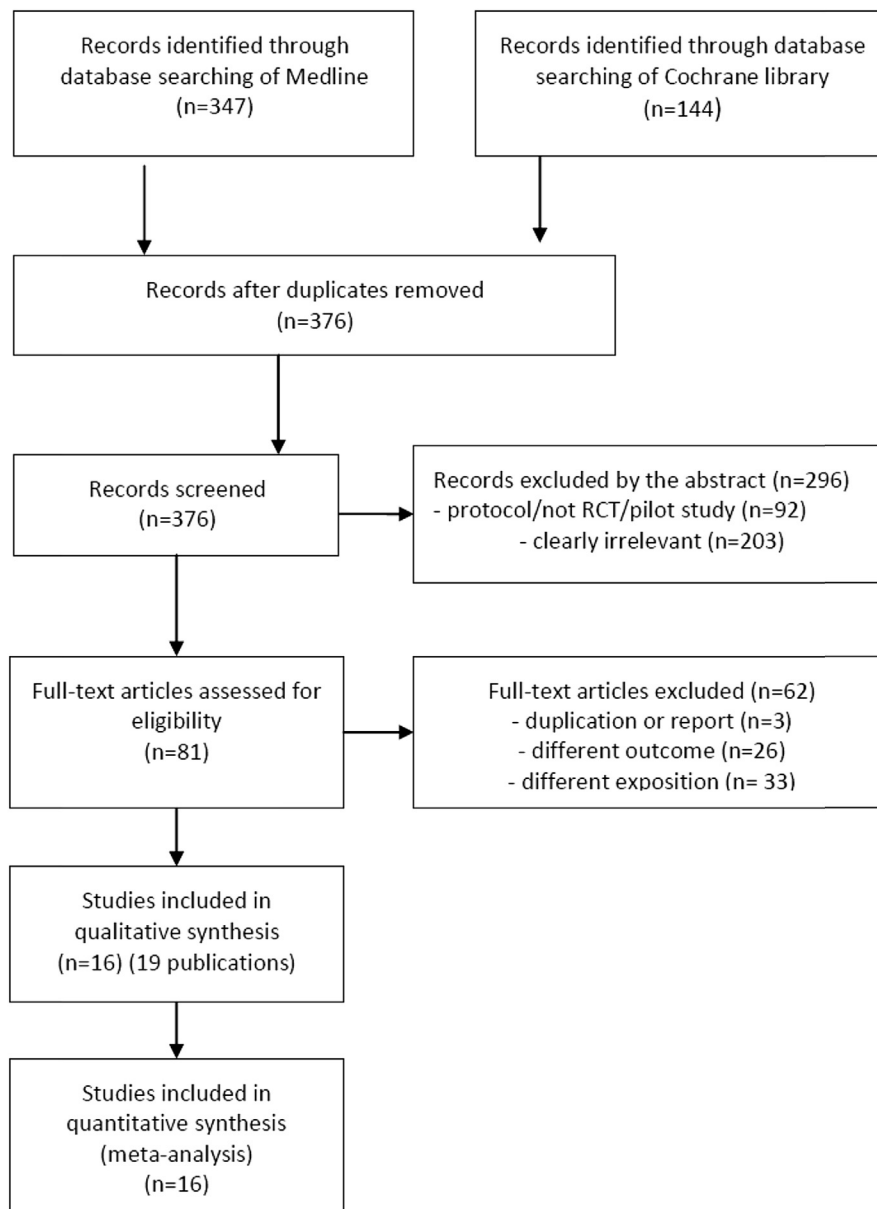 Records identified through
database searching of Medline
(n=347)
Records identified through database
searching of Cochrane library
(n=144)
Records after duplicates removed
(n=376)
Records screened
(n=376)
Records excluded by the abstract (n=296)
- protocol/not RCT/pilot study (n=92)
- clearly irrelevant (n=203)
Full-text articles assessed for
eligibility
(n=81)
Full-text articles excluded (n=62)
- duplication or report (n=3)
- different outcome (n=26)
- different exposition (n= 33)
Studies included in
qualitative synthesis
(n=16) (19 publications)
Studies included in
quantitative synthesis
(meta-analysis)
(n=16)